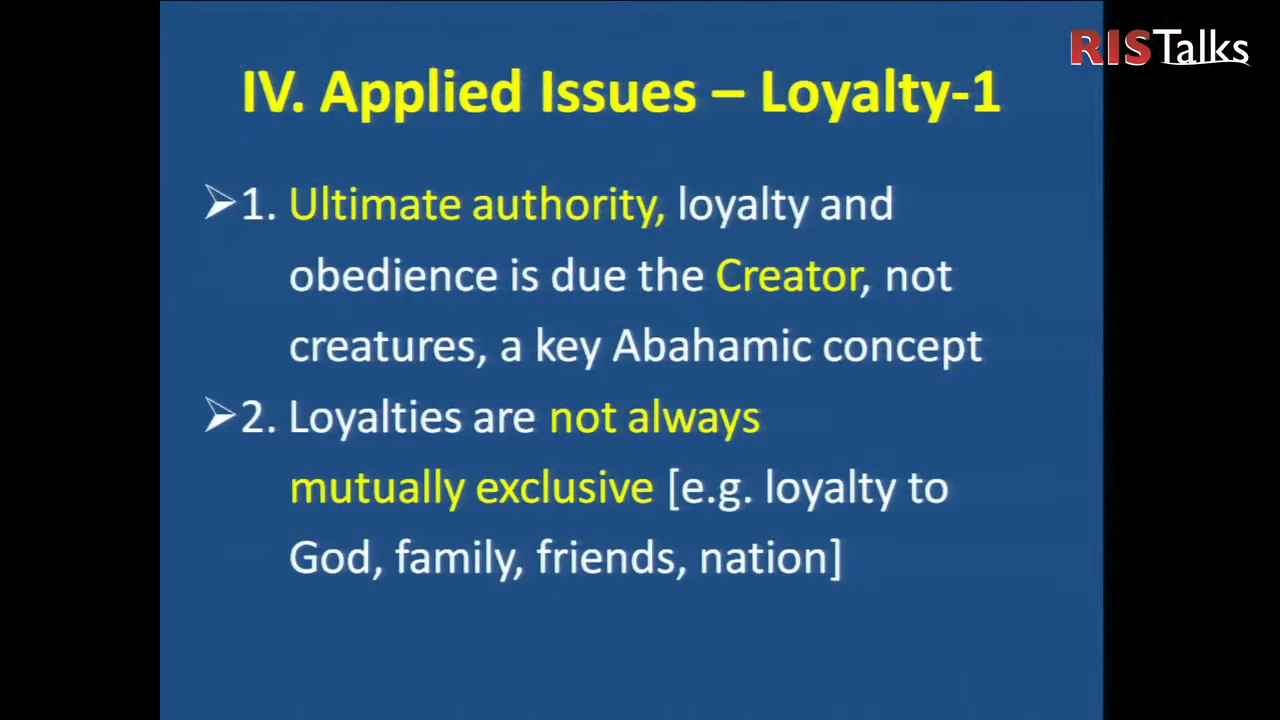 RISTalks
IV. Applied Issues – Loyalty-1
➢1. Ultimate authority, loyalty and
obedience is due the Creator, not
creatures, a key Abahamic concept
➢2. Loyalties are not always
mutually exclusive [e.g. loyalty to
God, family, friends, nation]